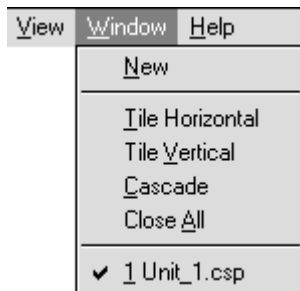 View Window Help
New
Tile Horizontal
Tile Vertical
Cascade
Close All
1 Unit_1.csp